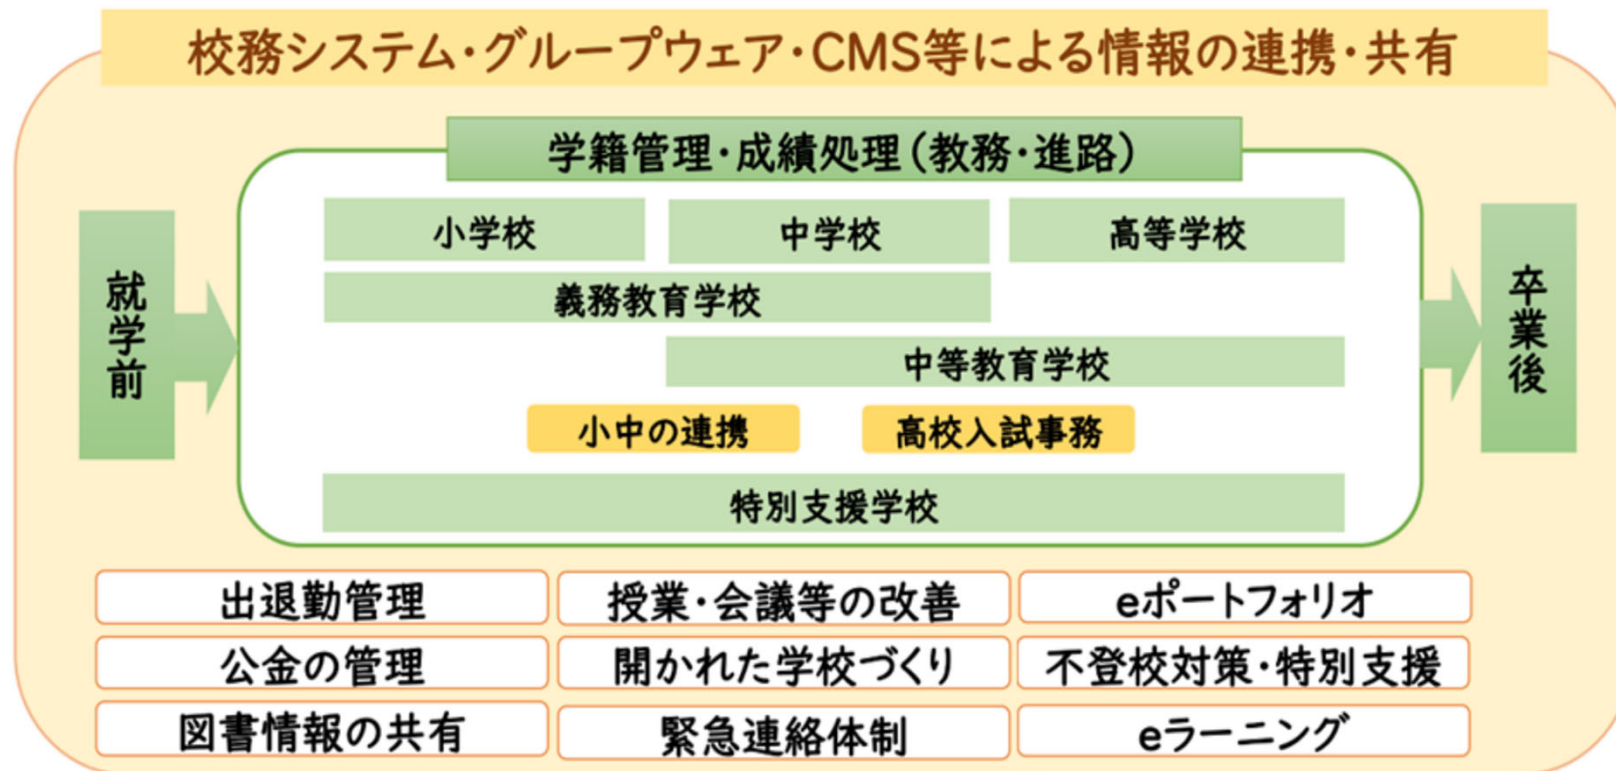 校務システム・グループウェア・CMS等による情報の連携・共有
学籍管理・成績処理（教務・進路）
就学前
小学校
中学校
高等学校
義務教育学校
中等教育学校
小中の連携
高校入試事務
特別支援学校
卒業後
出退勤管理
授業・会議等の改善
eポートフォリオ
公金の管理
開かれた学校づくり
不登校対策・特別支援
図書情報の共有
緊急連絡体制
eラーニング